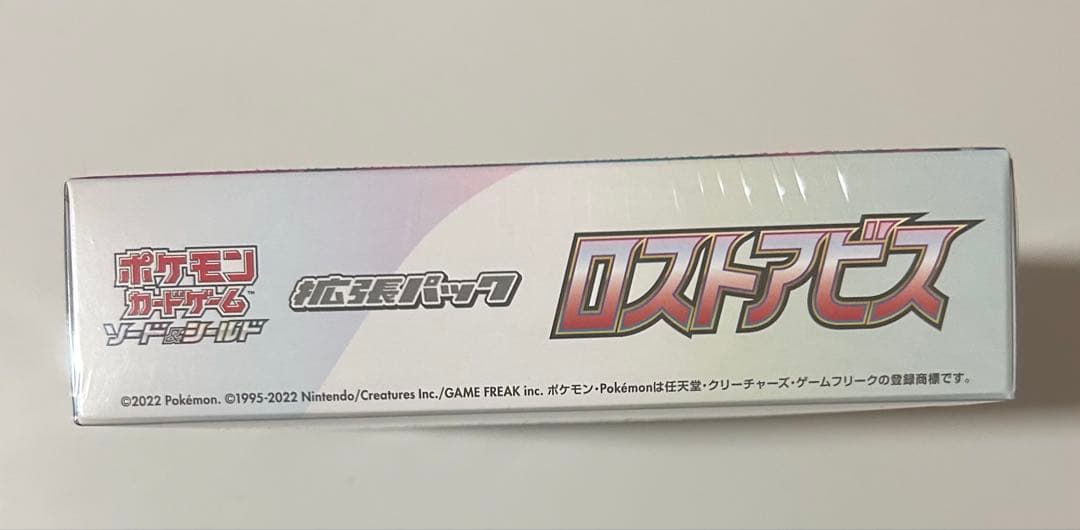 ポケモン
カードゲーム™
ソード&シールド
拡張パック
ロストアビス
©2022 Pokémon. ©1995-2022 Nintendo/Creatures Inc./GAME FREAK inc. ポケモン・Pokémonは任天堂・クリーチャーズ・ゲームフリークの登録商標です。